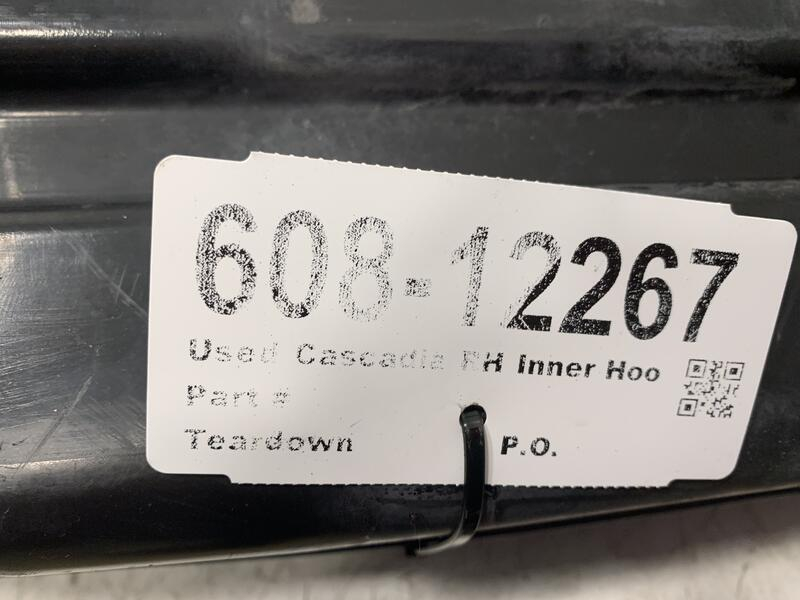 608-12267
Used Cascadia RH Inner Hoo
Part #
Teardown P.O.